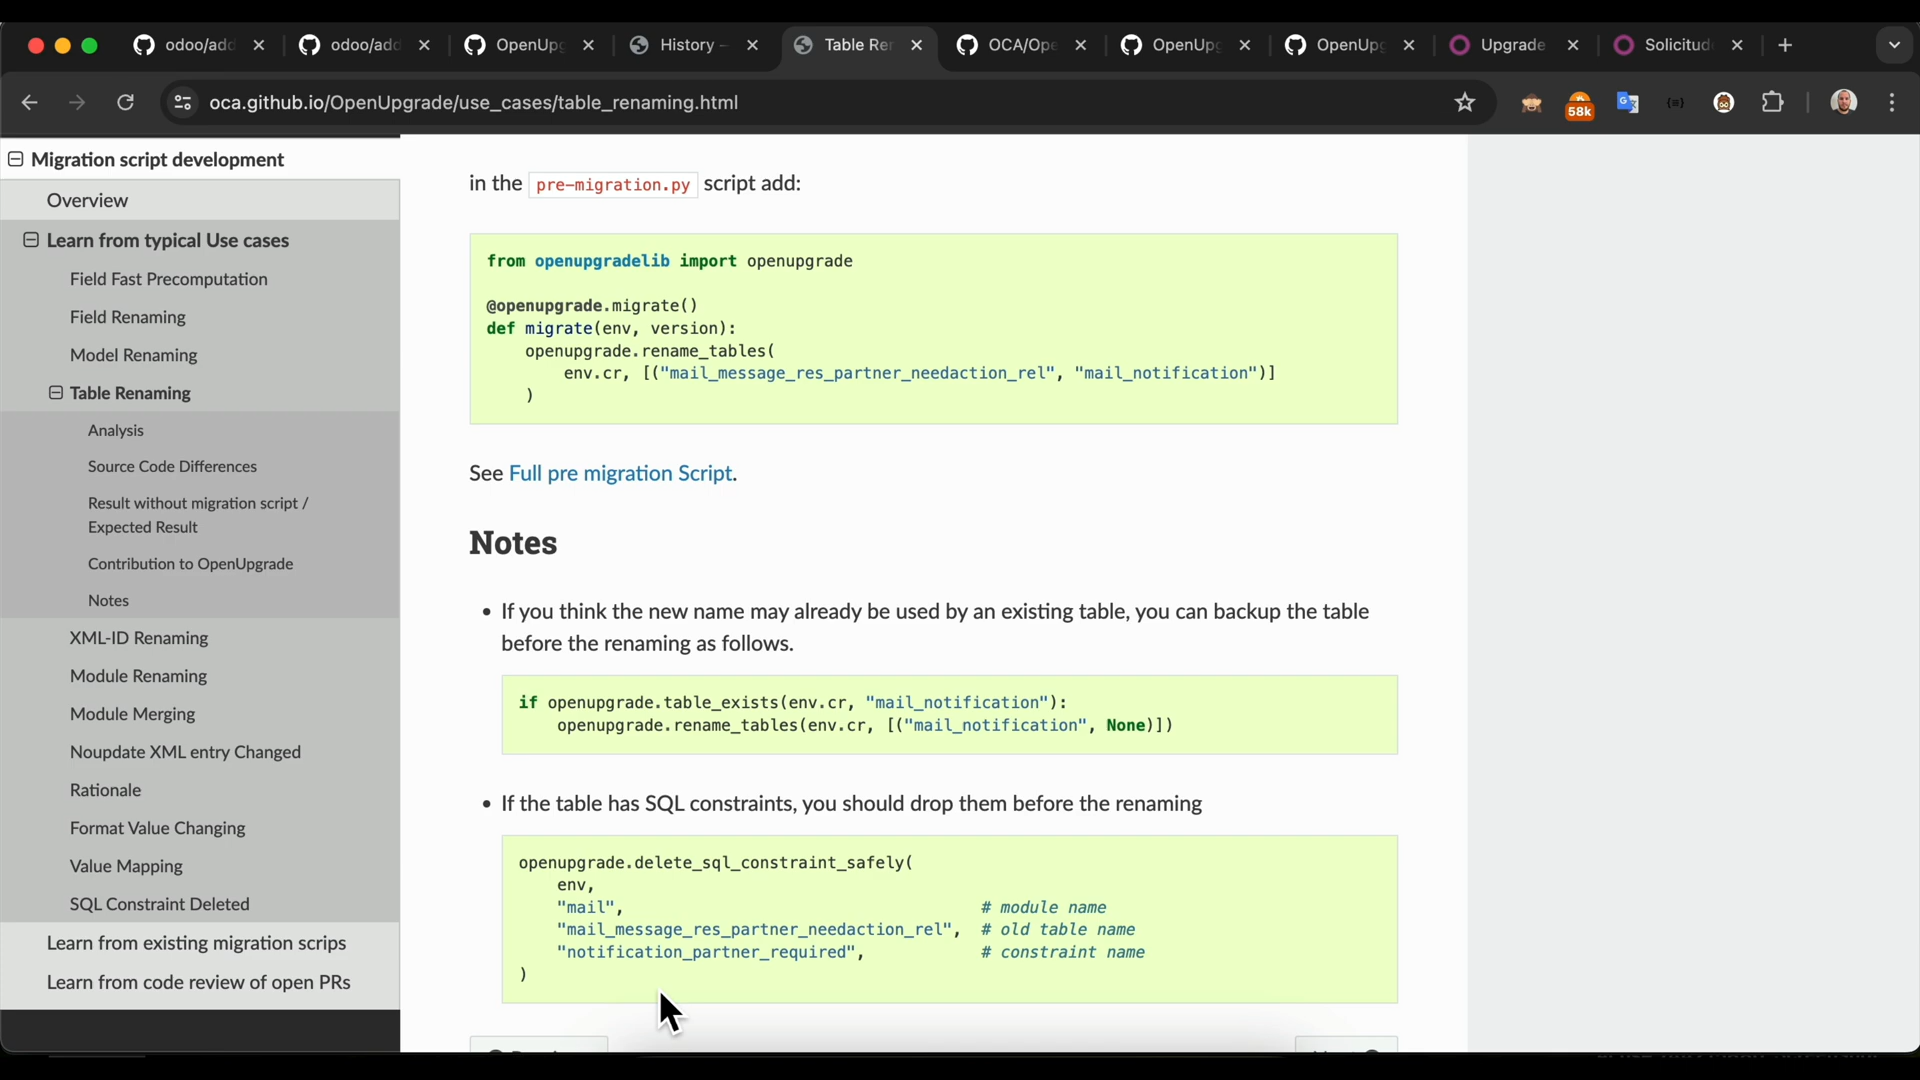 odoo/add
odoo/add
OpenUpg
History –
Table Rer
OCA/Ope
OpenUpg
OpenUpg
Upgrade
Solicitud
oca.github.io/OpenUpgrade/use_cases/table_renaming.html
58k
Migration script development
Overview
Learn from typical Use cases
Field Fast Precomputation
Field Renaming
Model Renaming
Table Renaming
Analysis
Source Code Differences
Result without migration script /
Expected Result
Contribution to OpenUpgrade
Notes
XML-ID Renaming
Module Renaming
Module Merging
Noupdate XML entry Changed
Rationale
Format Value Changing
Value Mapping
SQL Constraint Deleted
Learn from existing migration scrips
Learn from code review of open PRs
in the pre-migration.py script add:
from openupgradelib import openupgrade
@openupgrade.migrate()
def migrate(env, version):
openupgrade.rename_tables(
env.cr, [("mail_message_res_partner_needaction_rel", "mail_notification")]
)
See Full pre migration Script.
Notes
• If you think the new name may already be used by an existing table, you can backup the table
before the renaming as follows.
if openupgrade.table_exists(env.cr, "mail_notification"):
openupgrade.rename_tables(env.cr, [("mail_notification", None)])
• If the table has SQL constraints, you should drop them before the renaming
openupgrade.delete_sql_constraint_safely(
env,
"mail", # module name
"mail_message_res_partner_needaction_rel", # old table name
"notification_partner_required", # constraint name
)